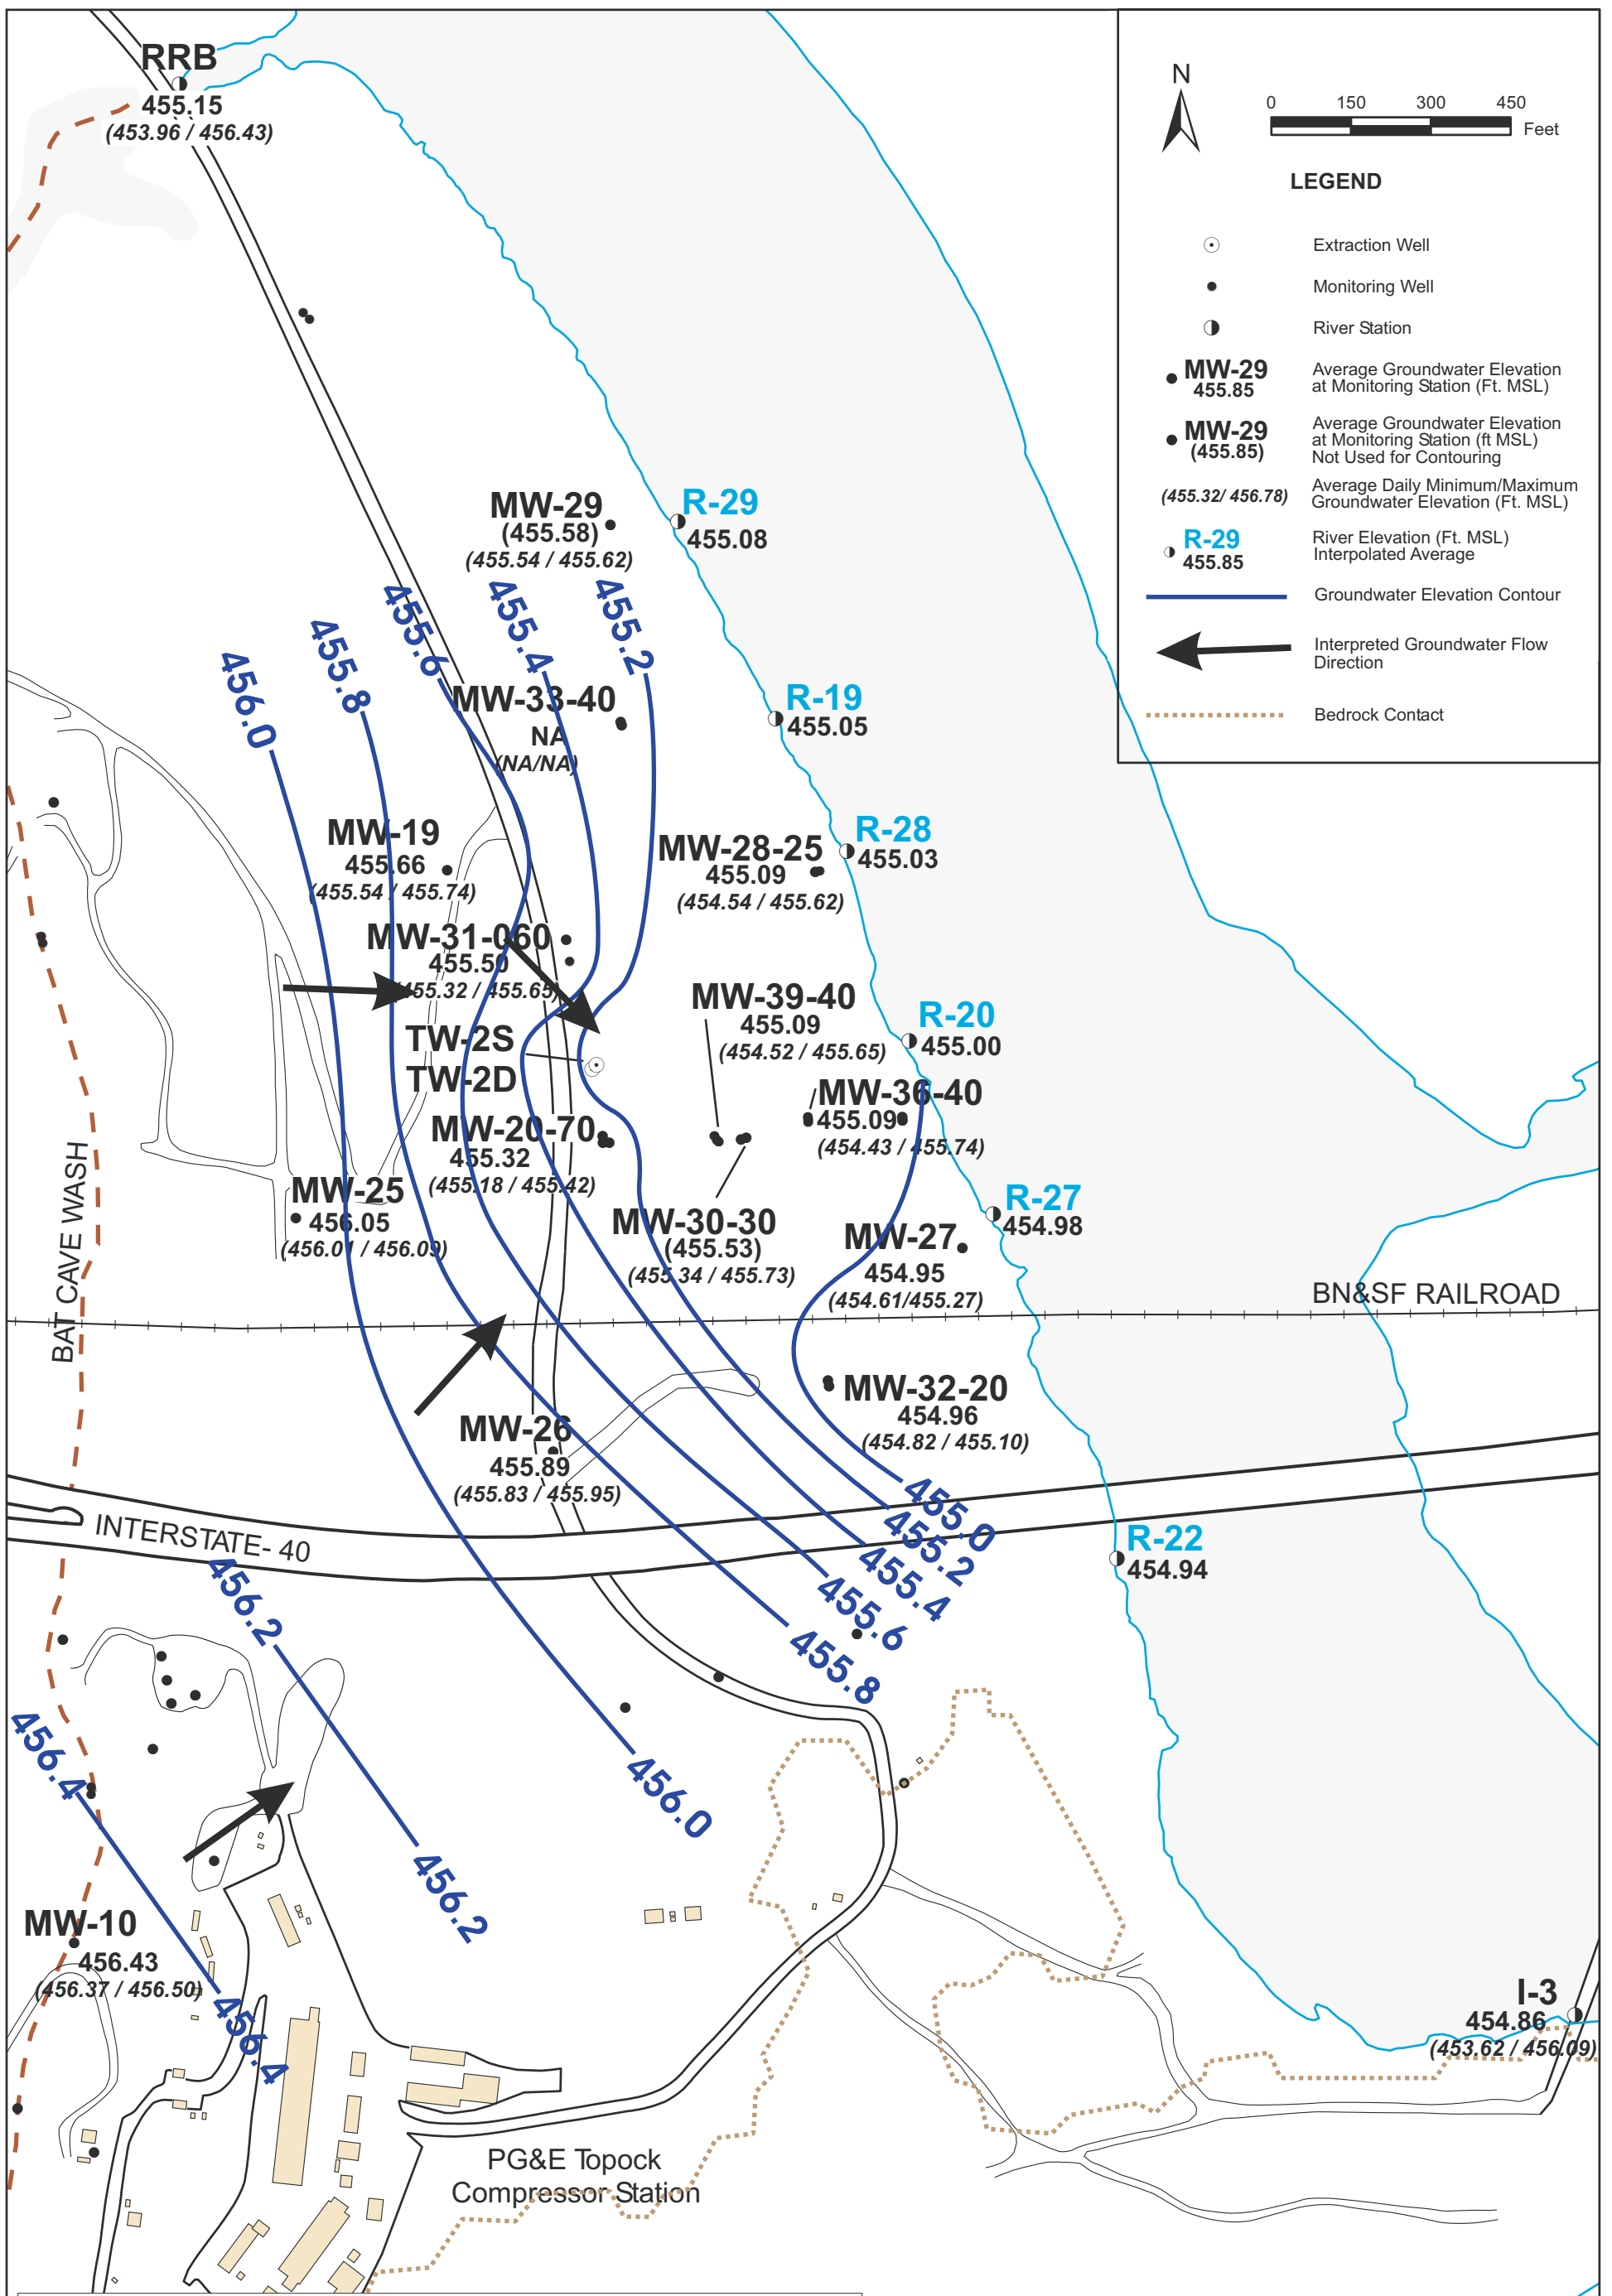 RRB
455.15
(453.96 / 456.43)
N
0 150 300 450
Feet
LEGEND
Extraction Well
Monitoring Well
River Station
MW-29
455.85
Average Groundwater Elevation
at Monitoring Station (Ft. MSL)
MW-29
(455.85)
Average Groundwater Elevation
at Monitoring Station (ft MSL)
Not Used for Contouring
(455.32/ 456.78)
Average Daily Minimum/Maximum
Groundwater Elevation (Ft. MSL)
R-29
455.85
River Elevation (Ft. MSL)
Interpolated Average
Groundwater Elevation Contour
Interpreted Groundwater Flow
Direction
Bedrock Contact
MW-29
(455.58)
(455.54 / 455.62)
R-29
455.08
456.0
455.8
455.6
455.4
455.2
MW-33-40
NA
(NA/NA)
R-19
455.05
MW-19
455.66
(455.54 / 455.74)
MW-28-25
455.09
(454.54 / 455.62)
R-28
455.03
MW-31-060
455.50
(455.32 / 455.65)
MW-39-40
455.09
(454.52 / 455.65)
R-20
455.00
TW-2S
TW-2D
MW-36-40
455.09
(454.43 / 455.74)
MW-20-70
455.32
(455.18 / 455.42)
MW-25
456.05
(456.01 / 456.09)
MW-30-30
(455.53)
(455.34 / 455.73)
R-27
454.98
MW-27
454.95
(454.61/455.27)
BAT CAVE WASH
BN&SF RAILROAD
MW-32-20
454.96
(454.82 / 455.10)
MW-26
455.89
(455.83 / 455.95)
INTERSTATE- 40
455.0
455.2
455.4
455.6
455.8
R-22
454.94
456.2
456.4
456.0
456.2
MW-10
456.43
(456.37 / 456.50)
456.4
I-3
454.86
(453.62 / 456.09)
PG&E Topock
Compressor Station